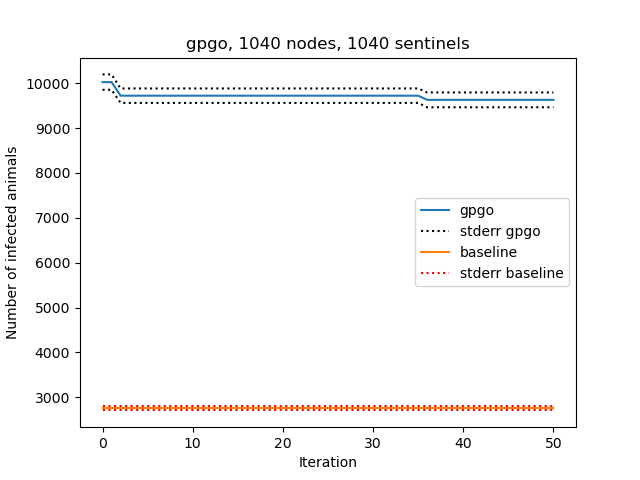 gpgo, 1040 nodes, 1040 sentinels
10000
9000
8000
7000
6000
5000
4000
3000
Number of infected animals
gpgo
stderr gpgo
baseline
stderr baseline
0 10 20 30 40 50
Iteration